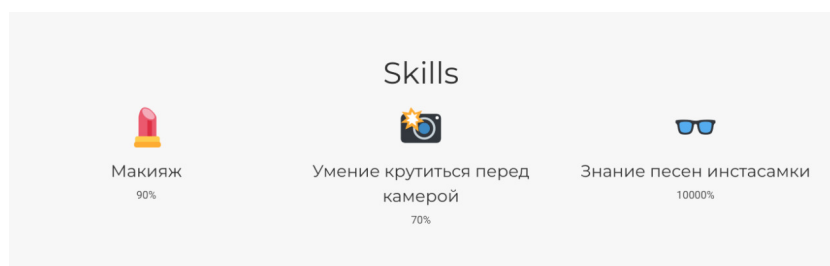 Skills
Макияж
90%
Умение крутиться перед
камерой
70%
Знание песен инстасамки
10000%